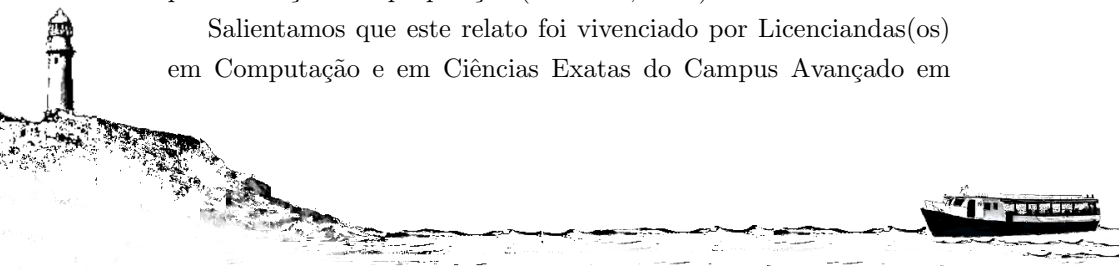 Salientamos que este relato foi vivenciado por Licenciandas(os)
em Computação e em Ciências Exatas do Campus Avançado em